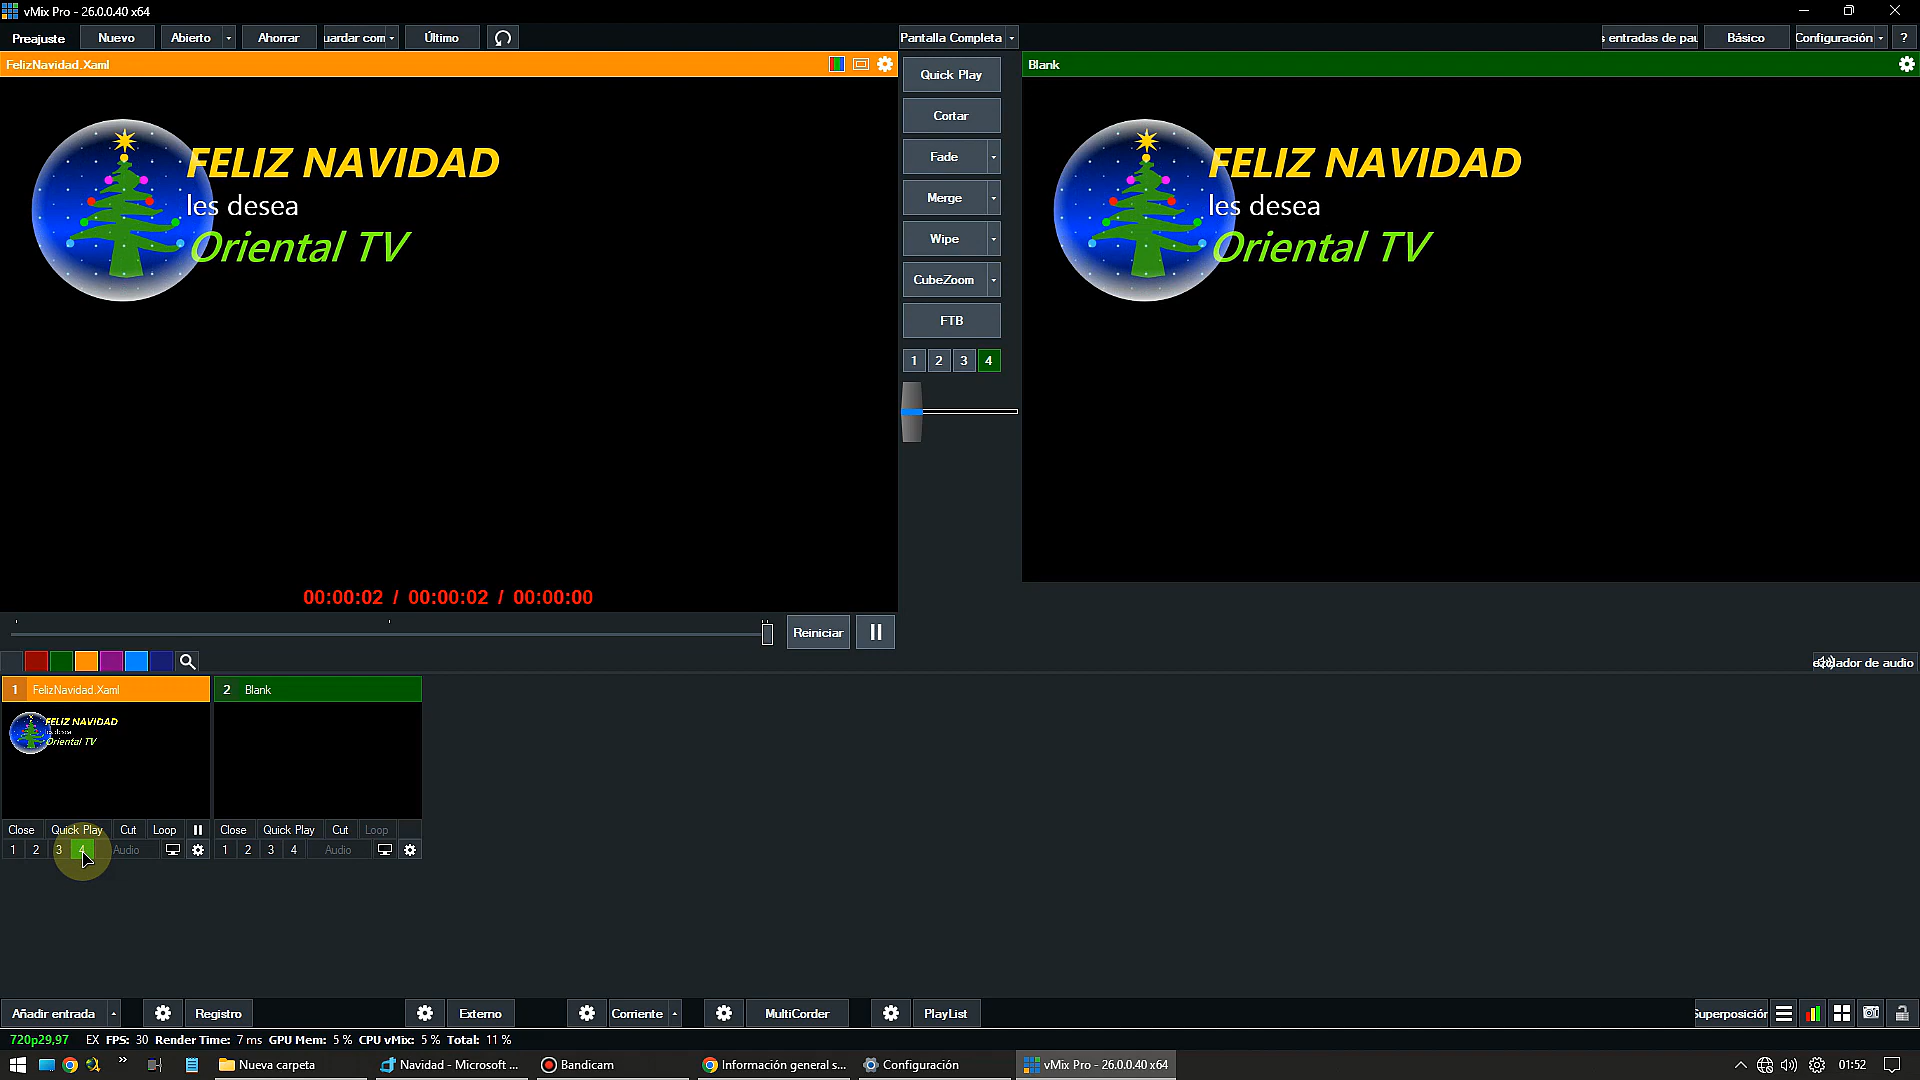 vMix Pro - 26.0.0.40 x64
Preajuste Nuevo Abierto Ahorrar uardar com Último Pantalla Completa s entradas de pau Básico Configuración ?
FelizNavidad.Xaml Blank
FELIZ NAVIDAD
les desea
Oriental TV
Quick Play
Cortar
Fade
Merge
Wipe
CubeZoom
FTB
1 2 3 4
FELIZ NAVIDAD
les desea
Oriental TV
00:00:02 / 00:00:02 / 00:00:00
Reiniciar
ezclador de audio
1 FelizNavidad.Xaml 2 Blank
FELIZ NAVIDAD
les desea
Oriental TV
Close Quick Play Cut Loop Close Quick Play Cut Loop
1 2 3 4 Audio 1 2 3 4 Audio
Añadir entrada Registro Externo Corriente MultiCorder PlayList Superposición
720p29,97 EX FPS: 30 Render Time: 7 ms GPU Mem: 5 % CPU vMix: 5 % Total: 11 %
» Nueva carpeta Navidad - Microsoft ... Bandicam Información general s... Configuración vMix Pro - 26.0.0.40 x64 01:52